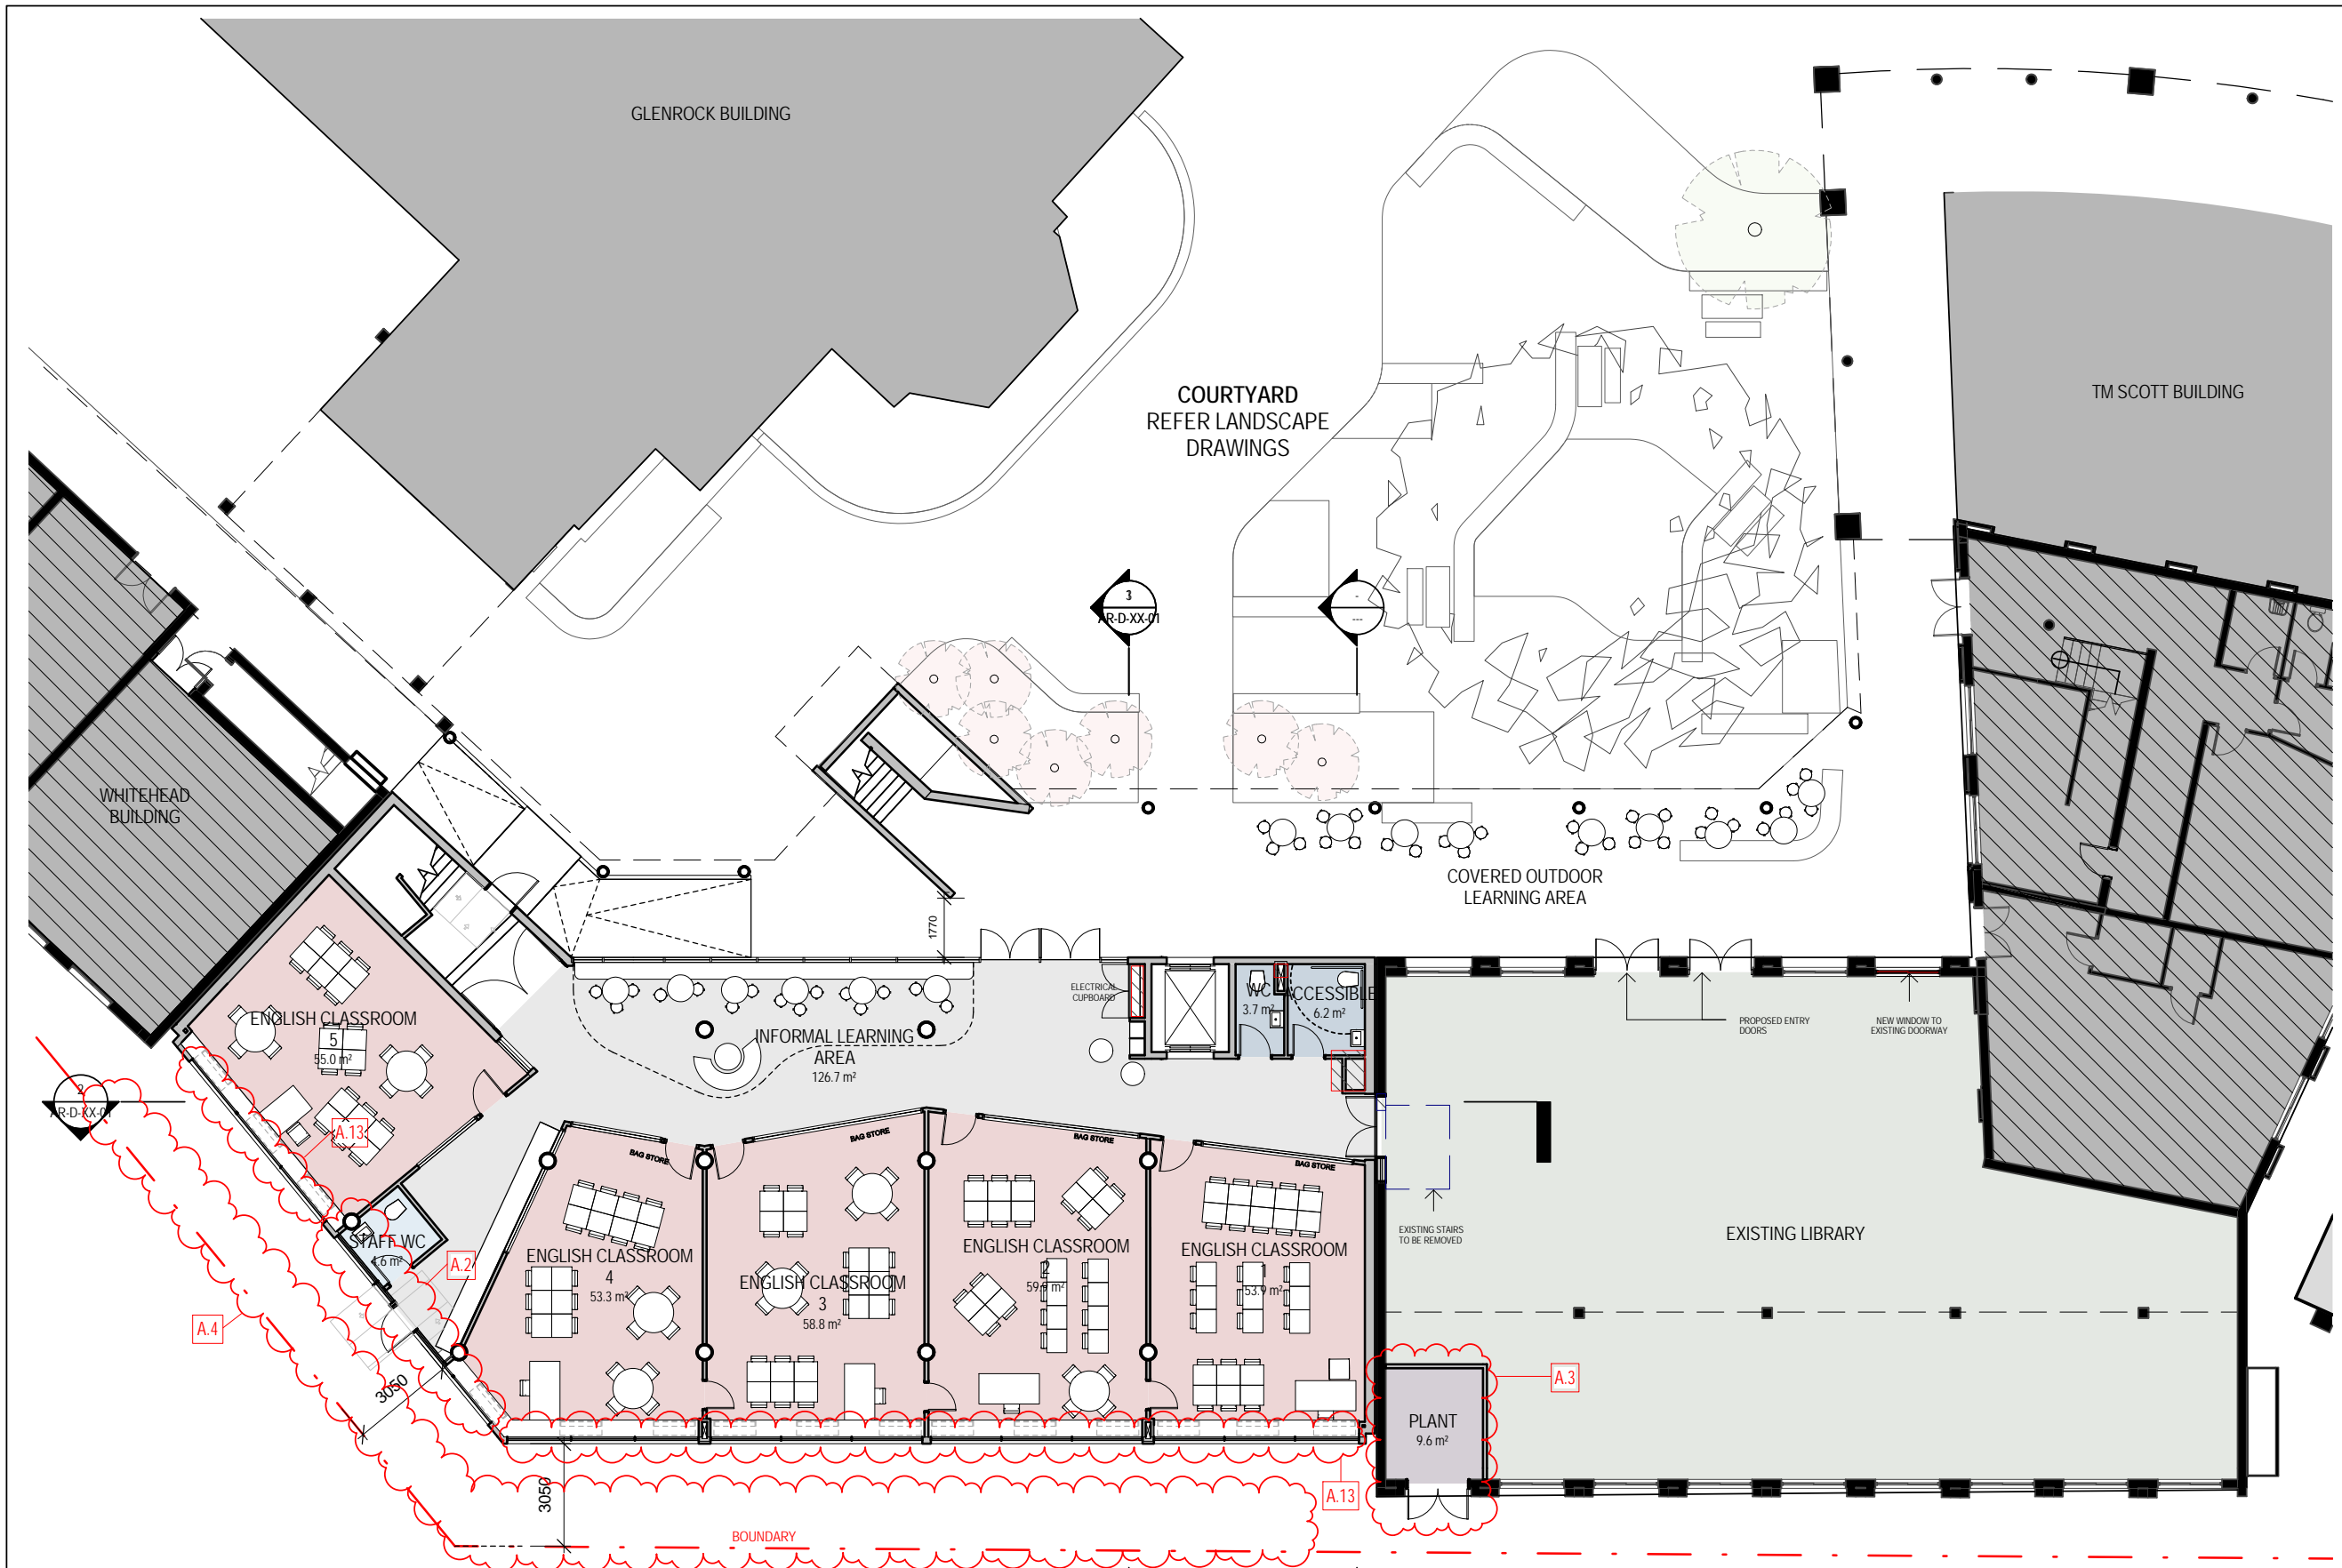 GLENROCK BUILDING
COURTYARD
REFER LANDSCAPE
DRAWINGS
TM SCOTT BUILDING
3
AR-D-XX-01
-
---
WHITEHEAD
BUILDING
COVERED OUTDOOR
LEARNING AREA
1770
ELECTRICAL
CUPBOARD
WC
3.7 m²
ACCESSIBLE
6.2 m²
PROPOSED ENTRY
DOORS
NEW WINDOW TO
EXISTING DOORWAY
ENGLISH CLASSROOM
5
55.0 m²
INFORMAL LEARNING
AREA
126.7 m²
2
AR-D-XX-01
A.13
BAG STORE
BAG STORE
BAG STORE
BAG STORE
STAFF WC
4.6 m²
A.2
A.4
ENGLISH CLASSROOM
4
53.3 m²
ENGLISH CLASSROOM
3
58.8 m²
ENGLISH CLASSROOM
2
59.9 m²
ENGLISH CLASSROOM
1
53.9 m²
EXISTING STAIRS
TO BE REMOVED
EXISTING LIBRARY
3050
A.3
PLANT
9.6 m²
3050
A.13
BOUNDARY